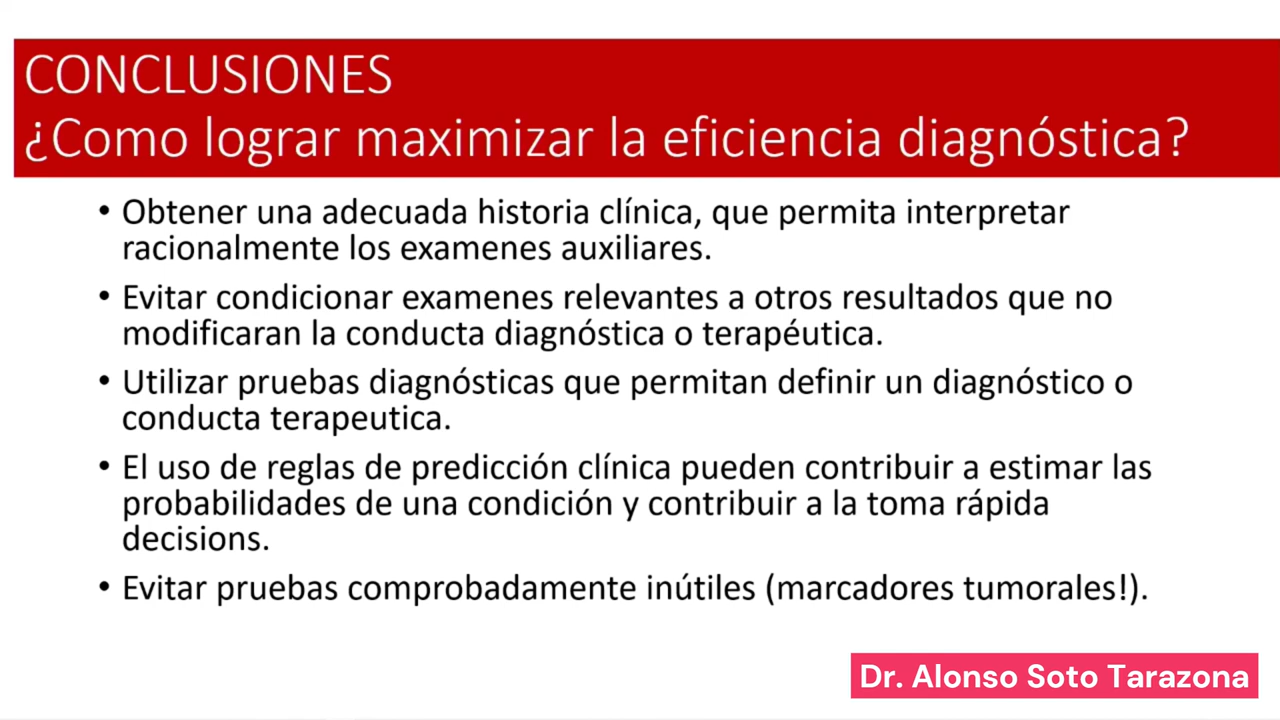 CONCLUSIONES
¿Como lograr maximizar la eficiencia diagnóstica?
• Obtener una adecuada historia clínica, que permita interpretar
racionalmente los examenes auxiliares.
• Evitar condicionar examenes relevantes a otros resultados que no
modificaran la conducta diagnóstica o terapéutica.
• Utilizar pruebas diagnósticas que permitan definir un diagnóstico o
conducta terapeutica.
• El uso de reglas de predicción clínica pueden contribuir a estimar las
probabilidades de una condición y contribuir a la toma rápida
decisions.
• Evitar pruebas comprobadamente inútiles (marcadores tumorales!).
Dr. Alonso Soto Tarazona